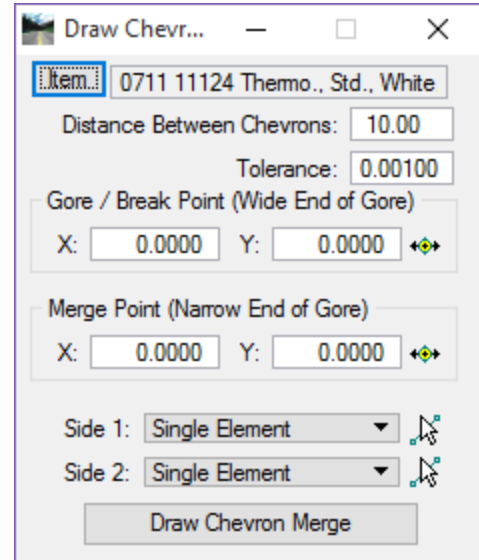 Draw Chevr...
Item... 0711 11124 Thermo., Std., White
Distance Between Chevrons: 10.00
Tolerance: 0.00100
Gore / Break Point (Wide End of Gore)
X: 0.0000 Y: 0.0000
Merge Point (Narrow End of Gore)
X: 0.0000 Y: 0.0000
Side 1: Single Element
Side 2: Single Element
Draw Chevron Merge